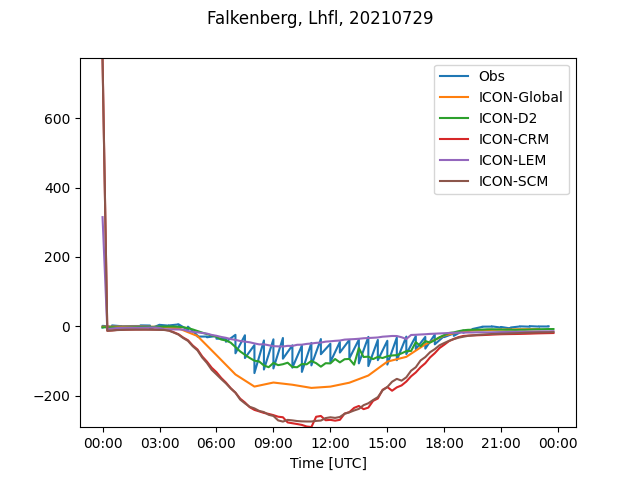 Falkenberg, Lhfl, 20210729
Obs
ICON-Global
ICON-D2
ICON-CRM
ICON-LEM
ICON-SCM
600
400
200
0
−200
00:00 03:00 06:00 09:00 12:00 15:00 18:00 21:00 00:00
Time [UTC]